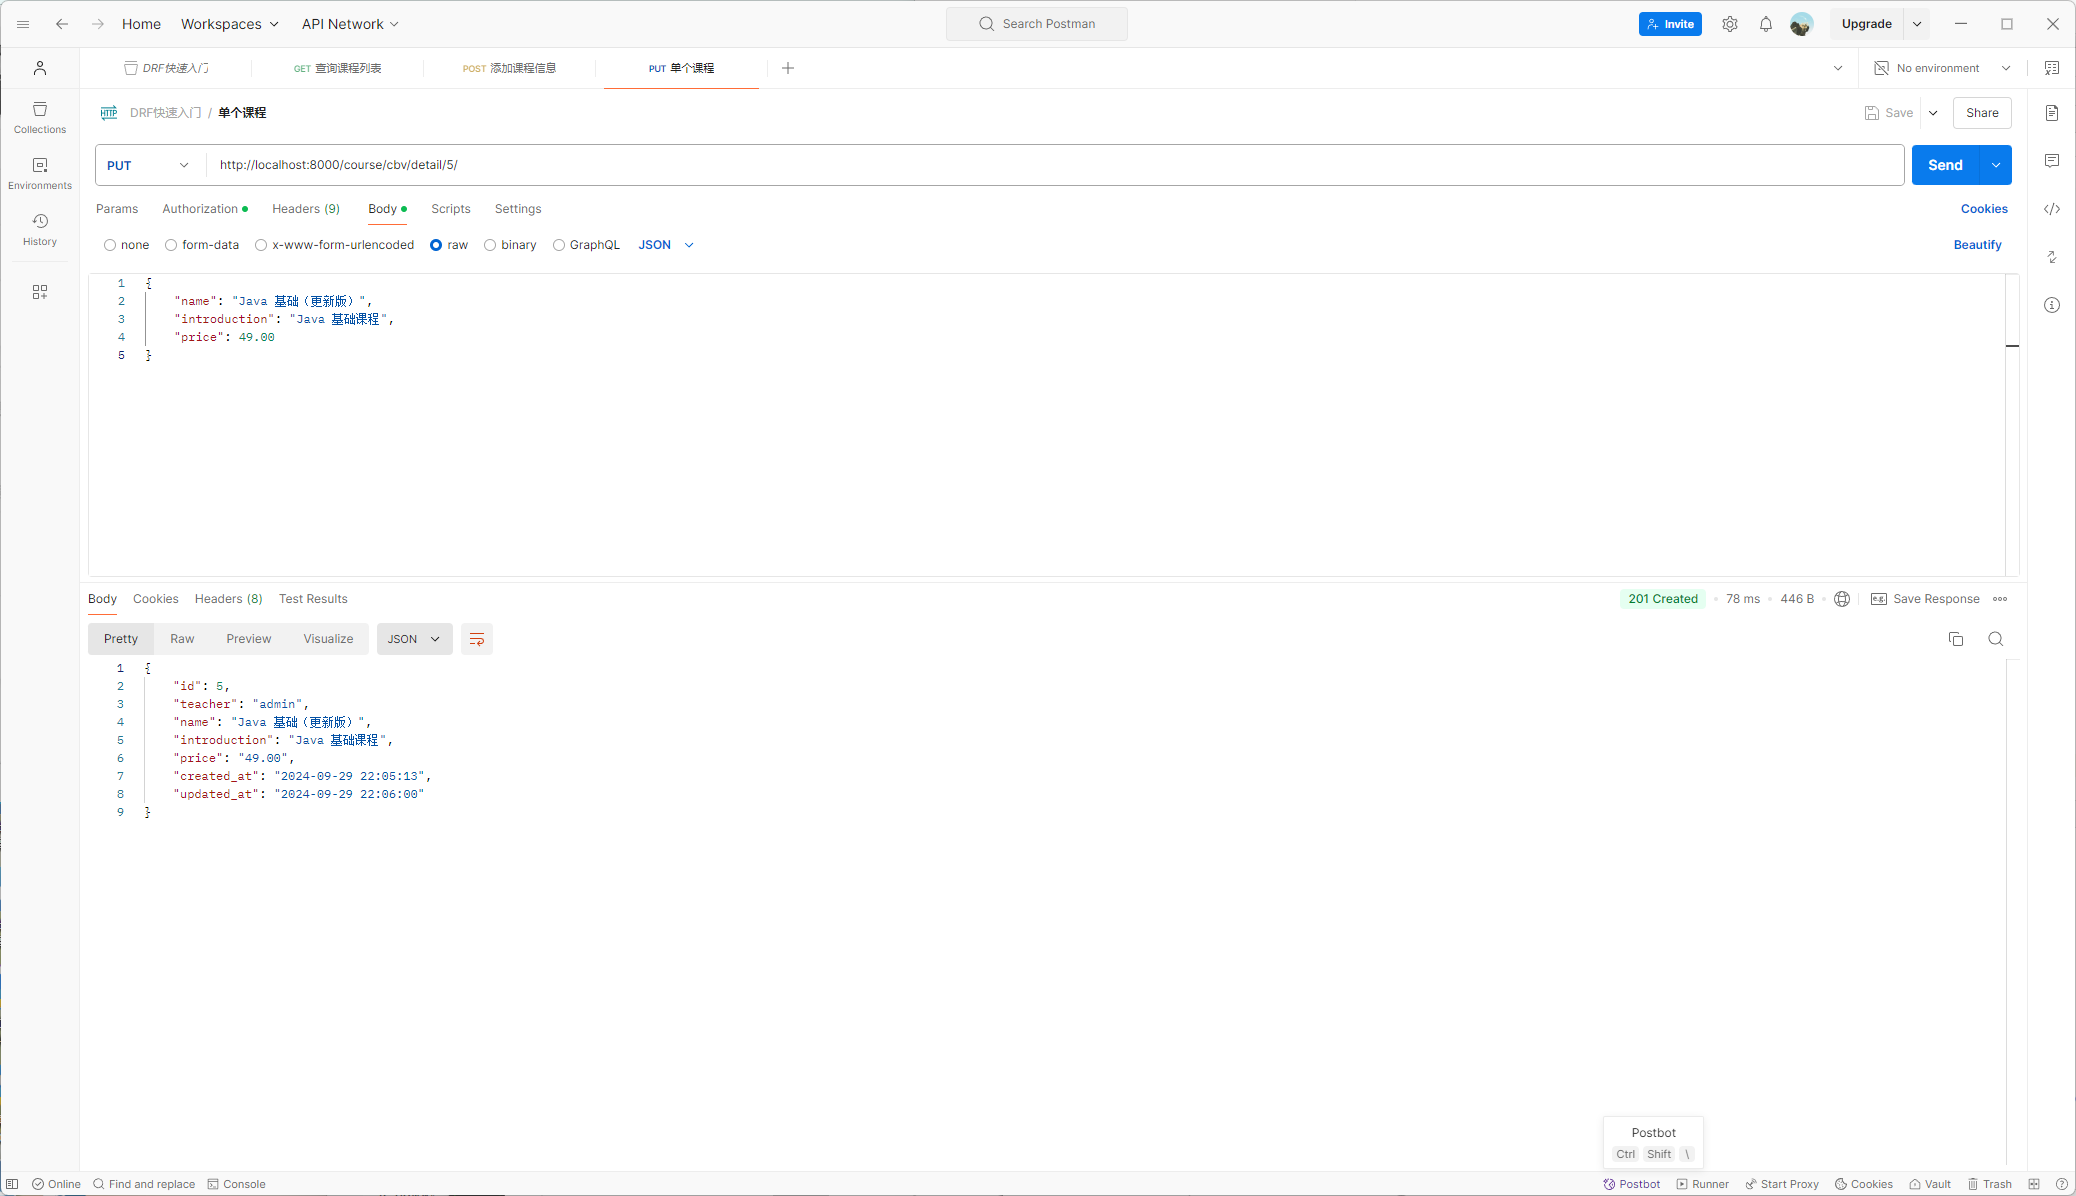 Home Workspaces API Network Search Postman Invite Upgrade
DRF快速入门 GET 查询课程列表 POST 添加课程信息 PUT 单个课程 No environment
HTTP DRF快速入门 / 单个课程 Save Share
Collections
PUT http://localhost:8000/course/cbv/detail/5/ Send
Environments
Params Authorization Headers (9) Body Scripts Settings Cookies
History
none form-data x-www-form-urlencoded raw binary GraphQL JSON Beautify
1 {
2 "name": "Java 基础（更新版）",
3 "introduction": "Java 基础课程",
4 "price": 49.00
5 }
Body Cookies Headers (8) Test Results 201 Created 78 ms 446 B e.g. Save Response
Pretty Raw Preview Visualize JSON
1 {
2 "id": 5,
3 "teacher": "admin",
4 "name": "Java 基础（更新版）",
5 "introduction": "Java 基础课程",
6 "price": "49.00",
7 "created_at": "2024-09-29 22:05:13",
8 "updated_at": "2024-09-29 22:06:00"
9 }
Postbot
Ctrl Shift \
Online Find and replace Console Postbot Runner Start Proxy Cookies Vault Trash